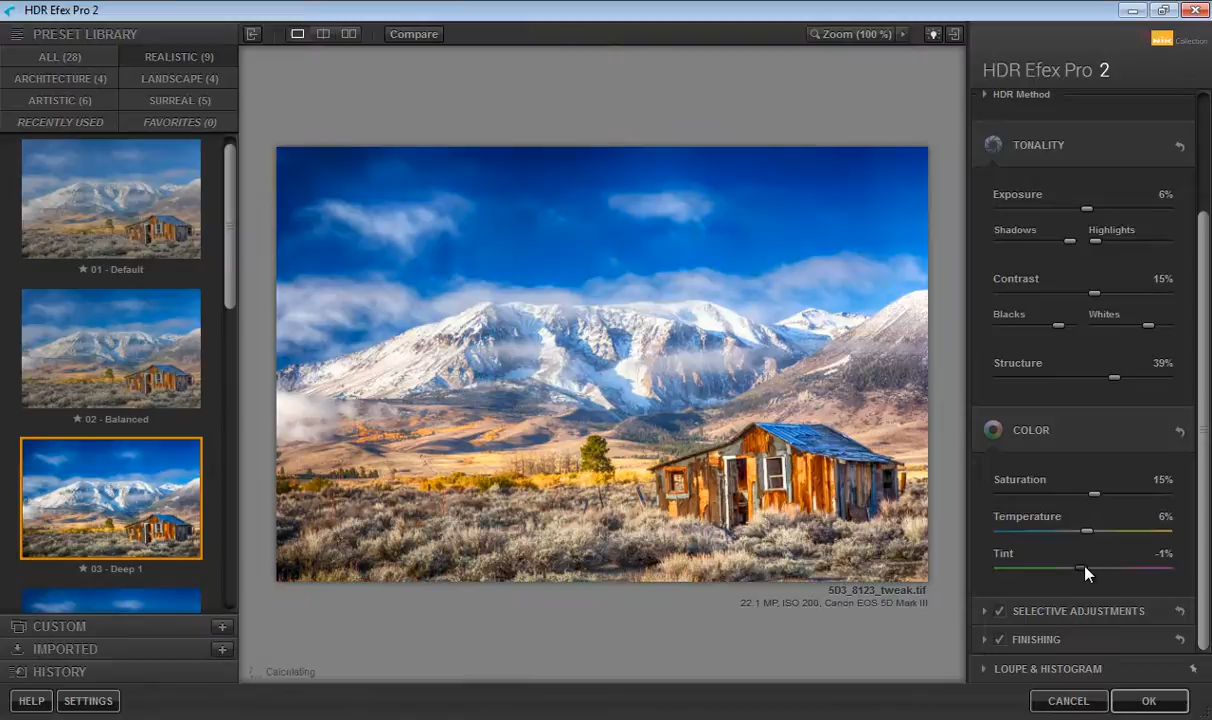 HDR Efex Pro 2
PRESET LIBRARY
ALL (28)
REALISTIC (9)
ARCHITECTURE (4)
LANDSCAPE (4)
ARTISTIC (6)
SURREAL (5)
RECENTLY USED
FAVORITES (0)
★ 01 - Default
★ 02 - Balanced
★ 03 - Deep 1
CUSTOM
IMPORTED
HISTORY
HELP
SETTINGS
Compare
Zoom (100 %)
5D3_8123_tweak.tif
22.1 MP, ISO 200, Canon EOS 5D Mark III
Calculating
Nik Collection
HDR Efex Pro 2
HDR Method
TONALITY
Exposure 6%
Shadows Highlights
Contrast 15%
Blacks Whites
Structure 39%
COLOR
Saturation 15%
Temperature 6%
Tint -1%
SELECTIVE ADJUSTMENTS
FINISHING
LOUPE & HISTOGRAM
CANCEL
OK